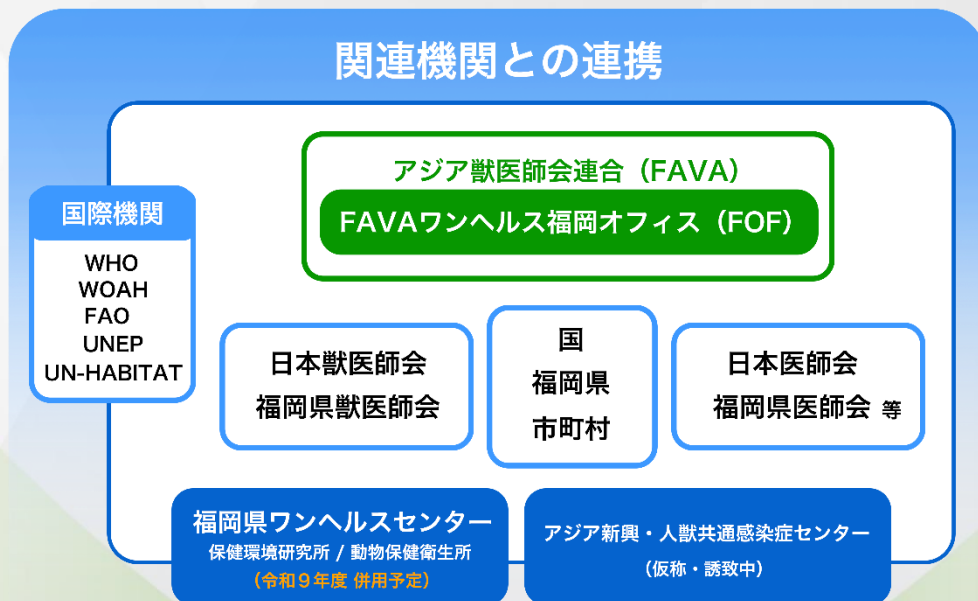 関連機関との連携
アジア獣医師会連合（FAVA）
FAVAワンヘルス福岡オフィス（FOF）
国際機関
WHO
WOAH
FAO
UNEP
UN-HABITAT
日本獣医師会
福岡県獣医師会
国
福岡県
市町村
日本医師会
福岡県医師会 等
福岡県ワンヘルスセンター
保健環境研究所 / 動物保健衛生所
（令和９年度 併用予定）
アジア新興・人獣共通感染症センター
（仮称・誘致中）